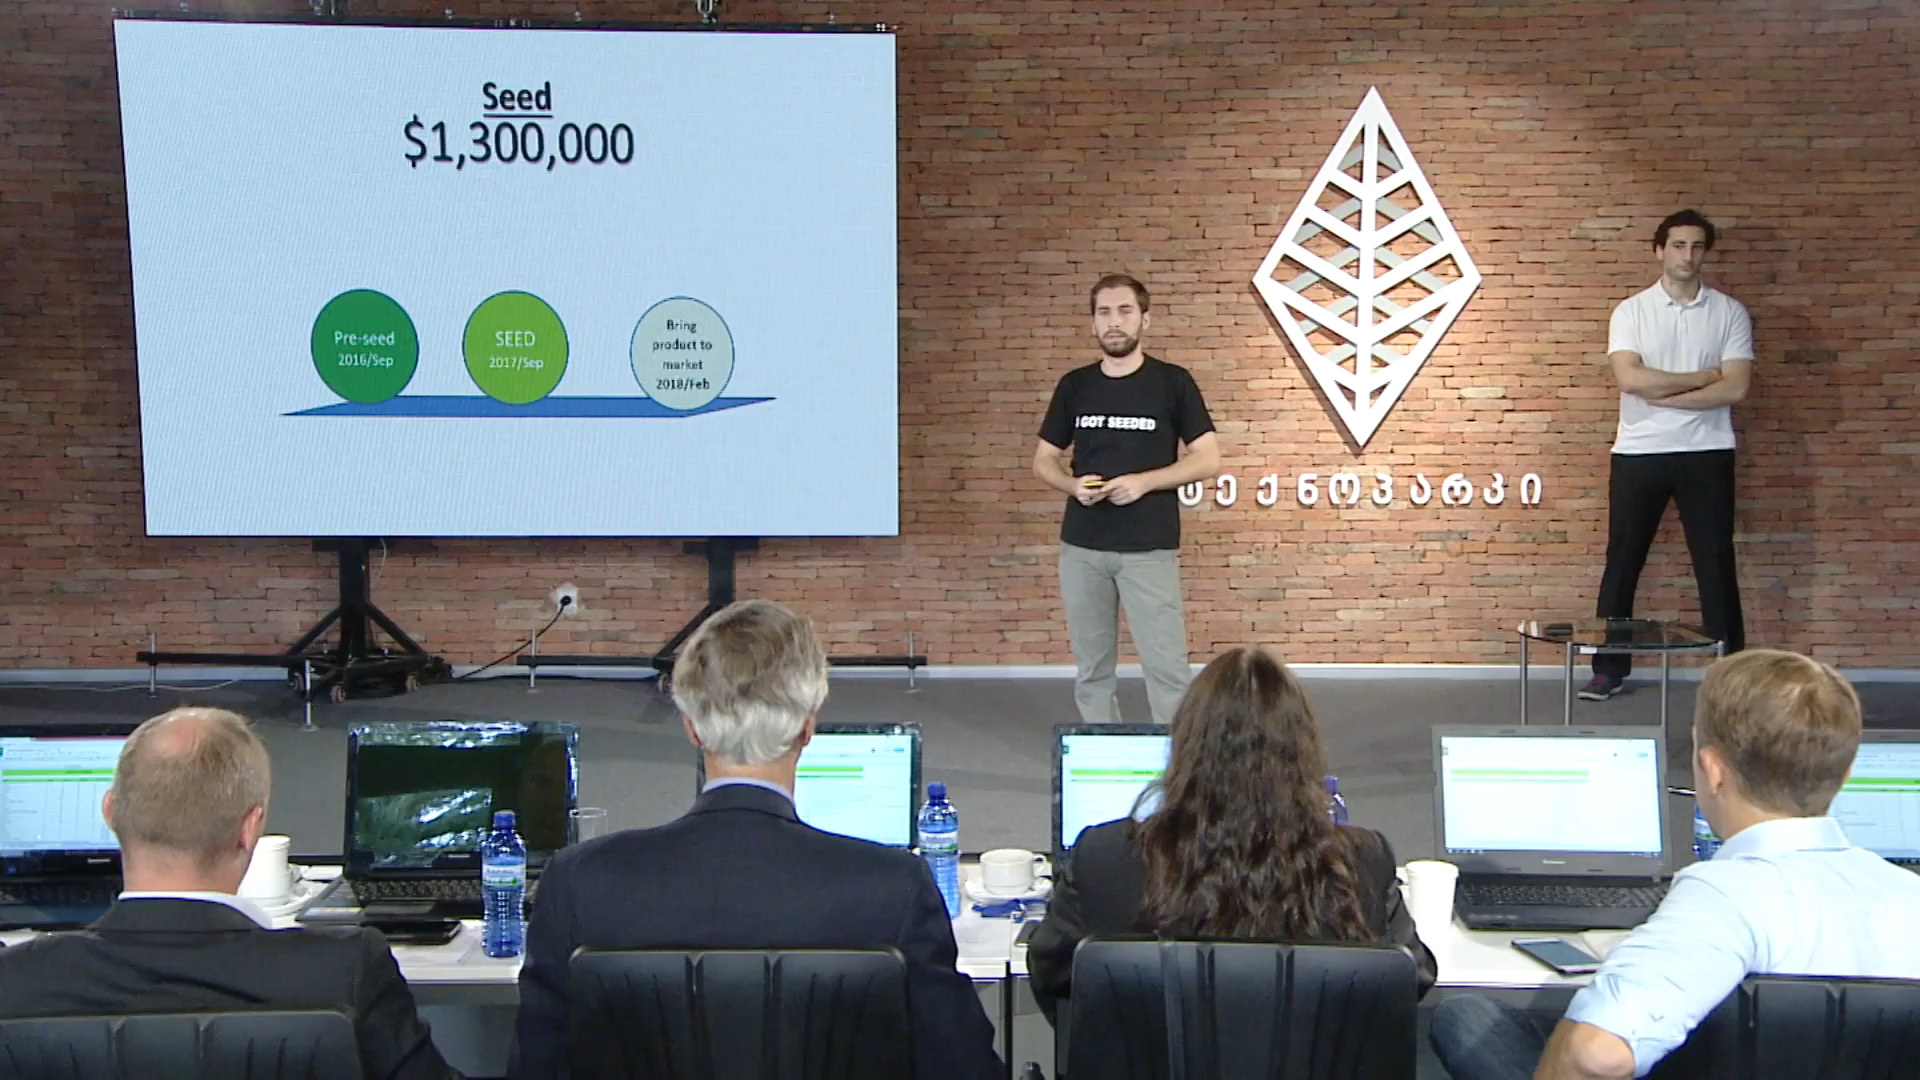 Seed
$1,300,000
Pre-seed
2016/Sep
SEED
2017/Sep
Bring
product to
market
2018/Feb
I GOT SEEDED
ტექნოპარკი